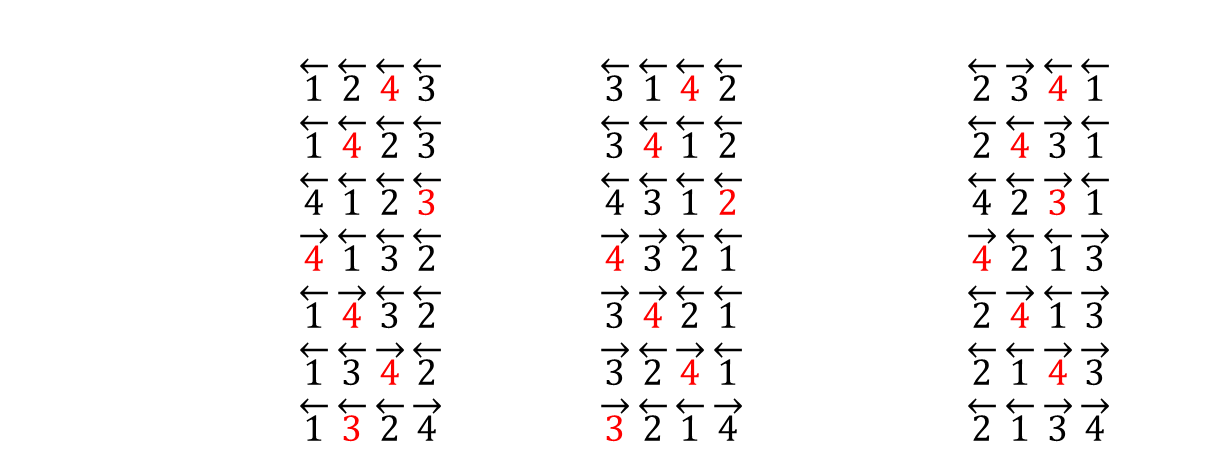 1⃖ 2⃖ 4⃖ 3⃖
1⃖ 4⃖ 2⃖ 3⃖
4⃖ 1⃖ 2⃖ 3⃖
4⃗ 1⃖ 3⃖ 2⃖
1⃖ 4⃗ 3⃖ 2⃖
1⃖ 3⃖ 4⃗ 2⃖
1⃖ 3⃖ 2⃖ 4⃗
3⃖ 1⃖ 4⃖ 2⃖
3⃖ 4⃖ 1⃖ 2⃖
4⃖ 3⃖ 1⃖ 2⃖
4⃗ 3⃗ 2⃖ 1⃖
3⃗ 4⃗ 2⃖ 1⃖
3⃗ 2⃖ 4⃗ 1⃖
3⃗ 2⃖ 1⃖ 4⃗
2⃖ 3⃗ 4⃖ 1⃖
2⃖ 4⃖ 3⃗ 1⃖
4⃖ 2⃖ 3⃗ 1⃖
4⃗ 2⃖ 1⃖ 3⃗
2⃖ 4⃗ 1⃖ 3⃗
2⃖ 1⃖ 4⃗ 3⃗
2⃖ 1⃖ 3⃗ 4⃗